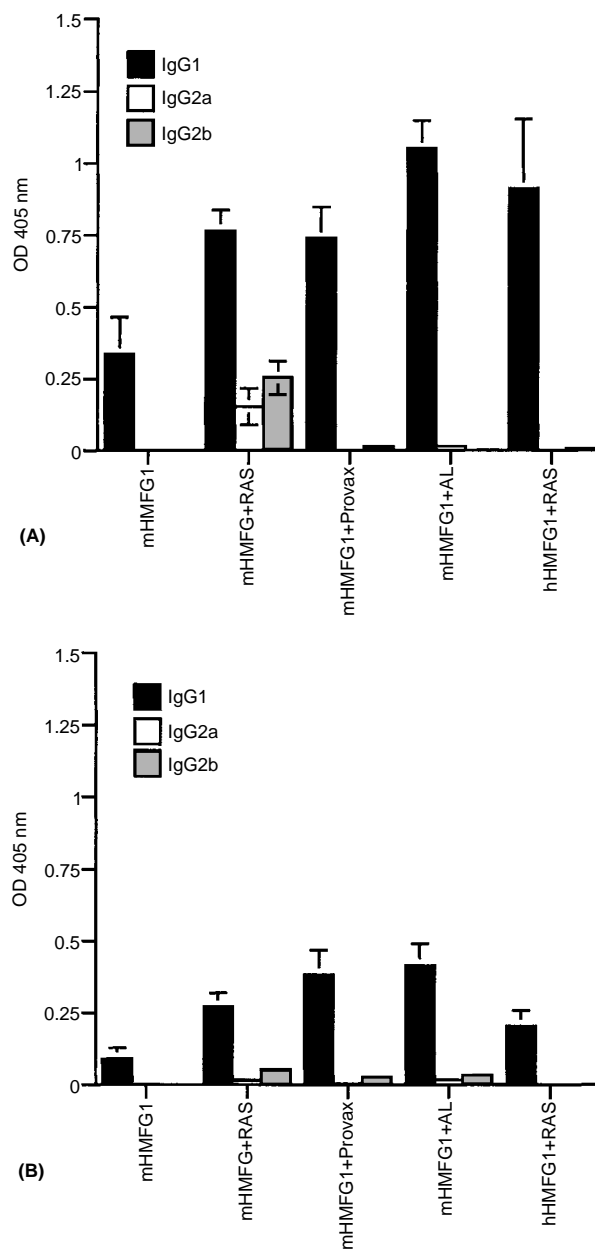 1.5
IgG1
1.25
IgG2a
IgG2b
1
OD 405 nm
0.75
0.5
0.25
0
mHMFG1
mHMFG+RAS
mHMFG1+Provax
mHMFG1+AL
hHMFG1+RAS
(A)
1.5
IgG1
1.25
IgG2a
IgG2b
1
OD 405 nm
0.75
0.5
0.25
0
mHMFG1
mHMFG+RAS
mHMFG1+Provax
mHMFG1+AL
hHMFG1+RAS
(B)